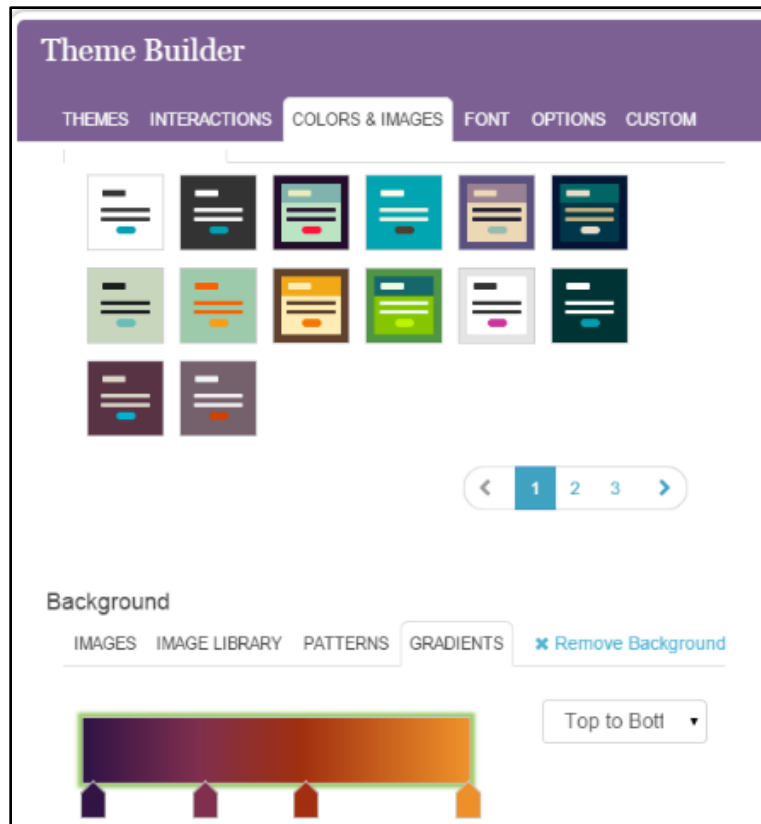 Theme Builder
THEMES INTERACTIONS COLORS & IMAGES FONT OPTIONS CUSTOM
1 2 3
Background
IMAGES IMAGE LIBRARY PATTERNS GRADIENTS ✖ Remove Background
Top to Bott